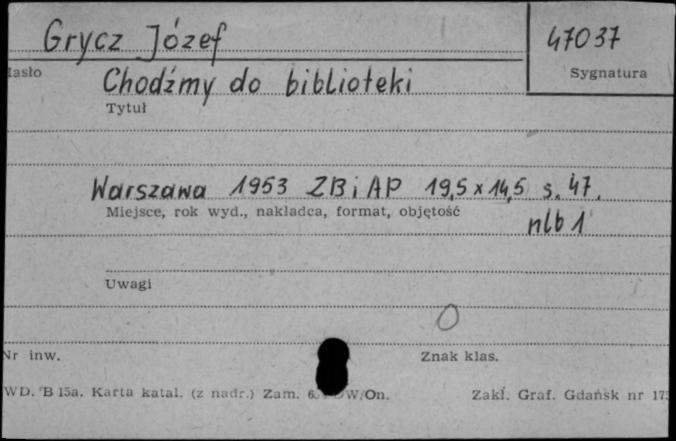 Grycz Józef 47037
Hasło Sygnatura
Chodźmy do biblioteki
Tytuł
Warszawa 1953 ZB i AP 19,5 x 14,5 s. 47,
Miejsce, rok wyd., nakładca, format, objętość
nlb 1
Uwagi
0
Nr inw. Znak klas.
WD. B 15a. Karta katal. (z nadr.) Zam. W/On. Zakł. Graf. Gdańsk nr